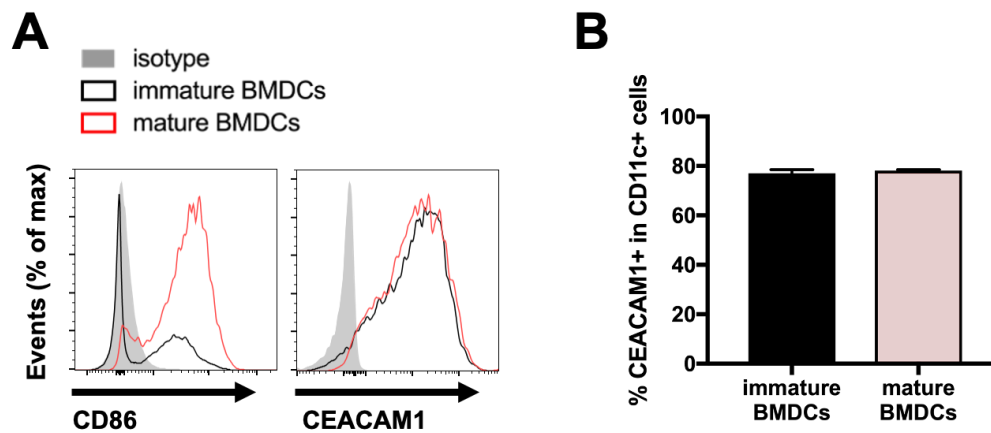 A
isotype
immature BMDCs
mature BMDCs
Events (% of max)
CD86
CEACAM1
B
% CEACAM1+ in CD11c+ cells
100
80
60
40
20
0
immature
BMDCs
mature
BMDCs